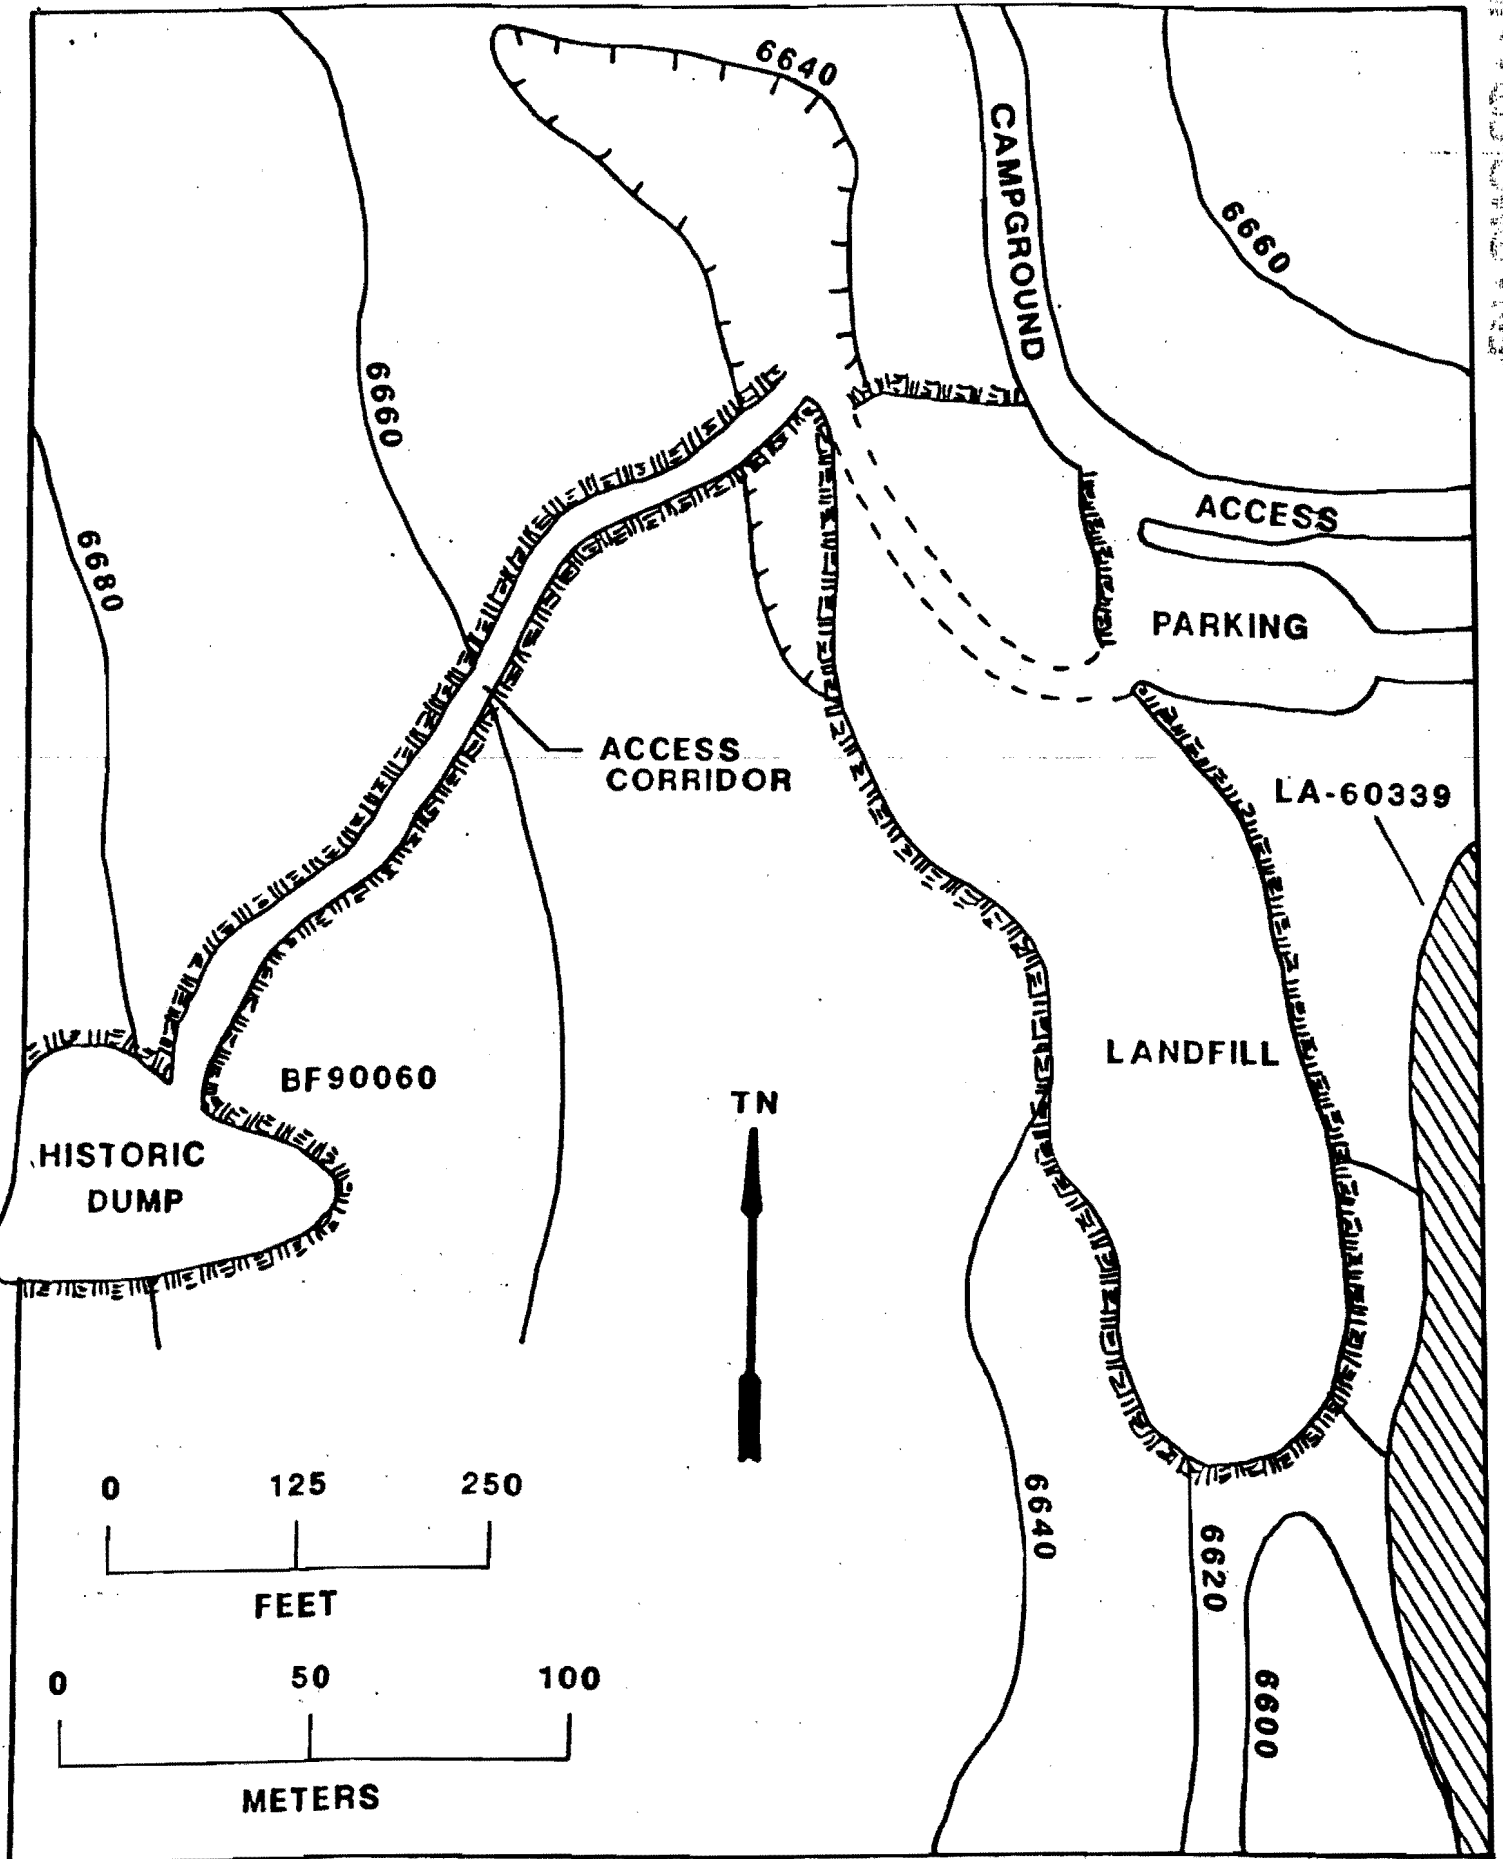 6640
CAMPGROUND
6660
6660
ACCESS
6680
PARKING
ACCESS
CORRIDOR
LA-60339
LANDFILL
BF90060
TN
HISTORIC
DUMP
0 125 250
FEET
6640
6620
0 50 100
6600
METERS